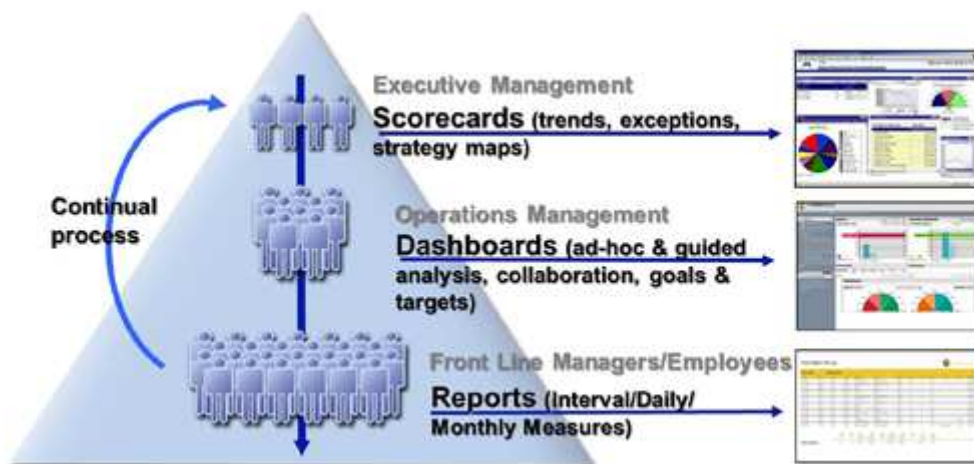 Executive Management
Scorecards (trends, exceptions,
strategy maps)
Continual
process
Operations Management
Dashboards (ad-hoc & guided
analysis, collaboration, goals &
targets)
Front Line Managers/Employees
Reports (Interval/Daily/
Monthly Measures)